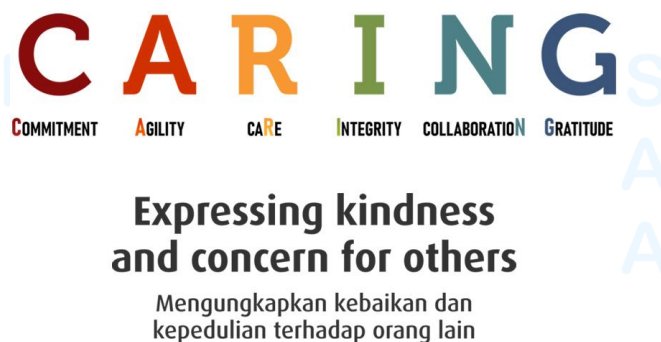 CARING
COMMITMENT AGILITY CARE INTEGRITY COLLABORATION GRATITUDE
Expressing kindness
and concern for others
Mengungkapkan kebaikan dan
kepedulian terhadap orang lain
S
A
A